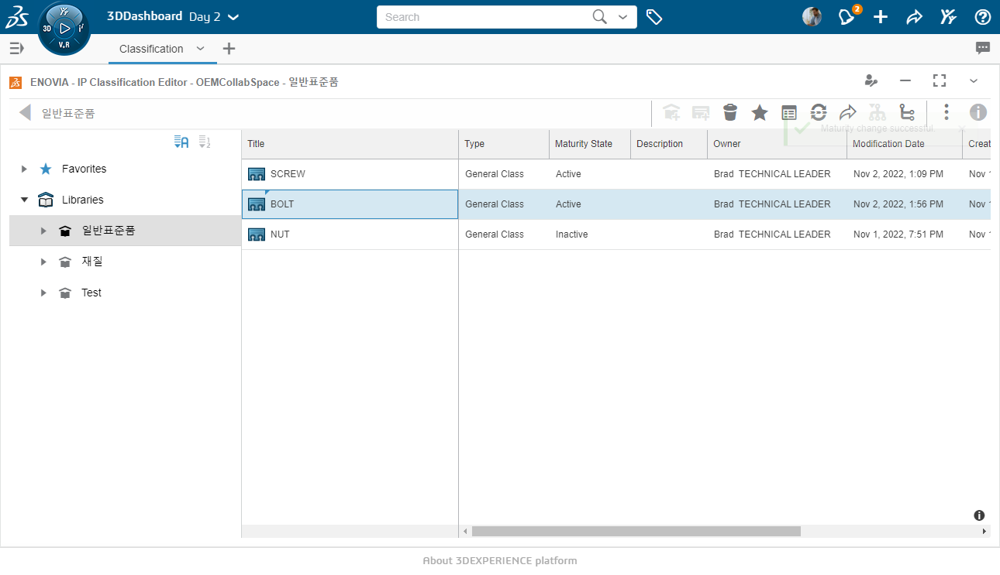 3DDashboard Day 2
Search
2
3D
V.R
Classification
ENOVIA - IP Classification Editor - OEMCollabSpace - 일반표준품
일반표준품
Maturity change successful.
Title Type Maturity State Description Owner Modification Date Creat
Favorites
Libraries
일반표준품
재질
Test
SCREW General Class Active Brad TECHNICAL LEADER Nov 2, 2022, 1:09 PM Nov 1
BOLT General Class Active Brad TECHNICAL LEADER Nov 2, 2022, 1:56 PM Nov 1
NUT General Class Inactive Brad TECHNICAL LEADER Nov 1, 2022, 7:51 PM Nov 1
About 3DEXPERIENCE platform